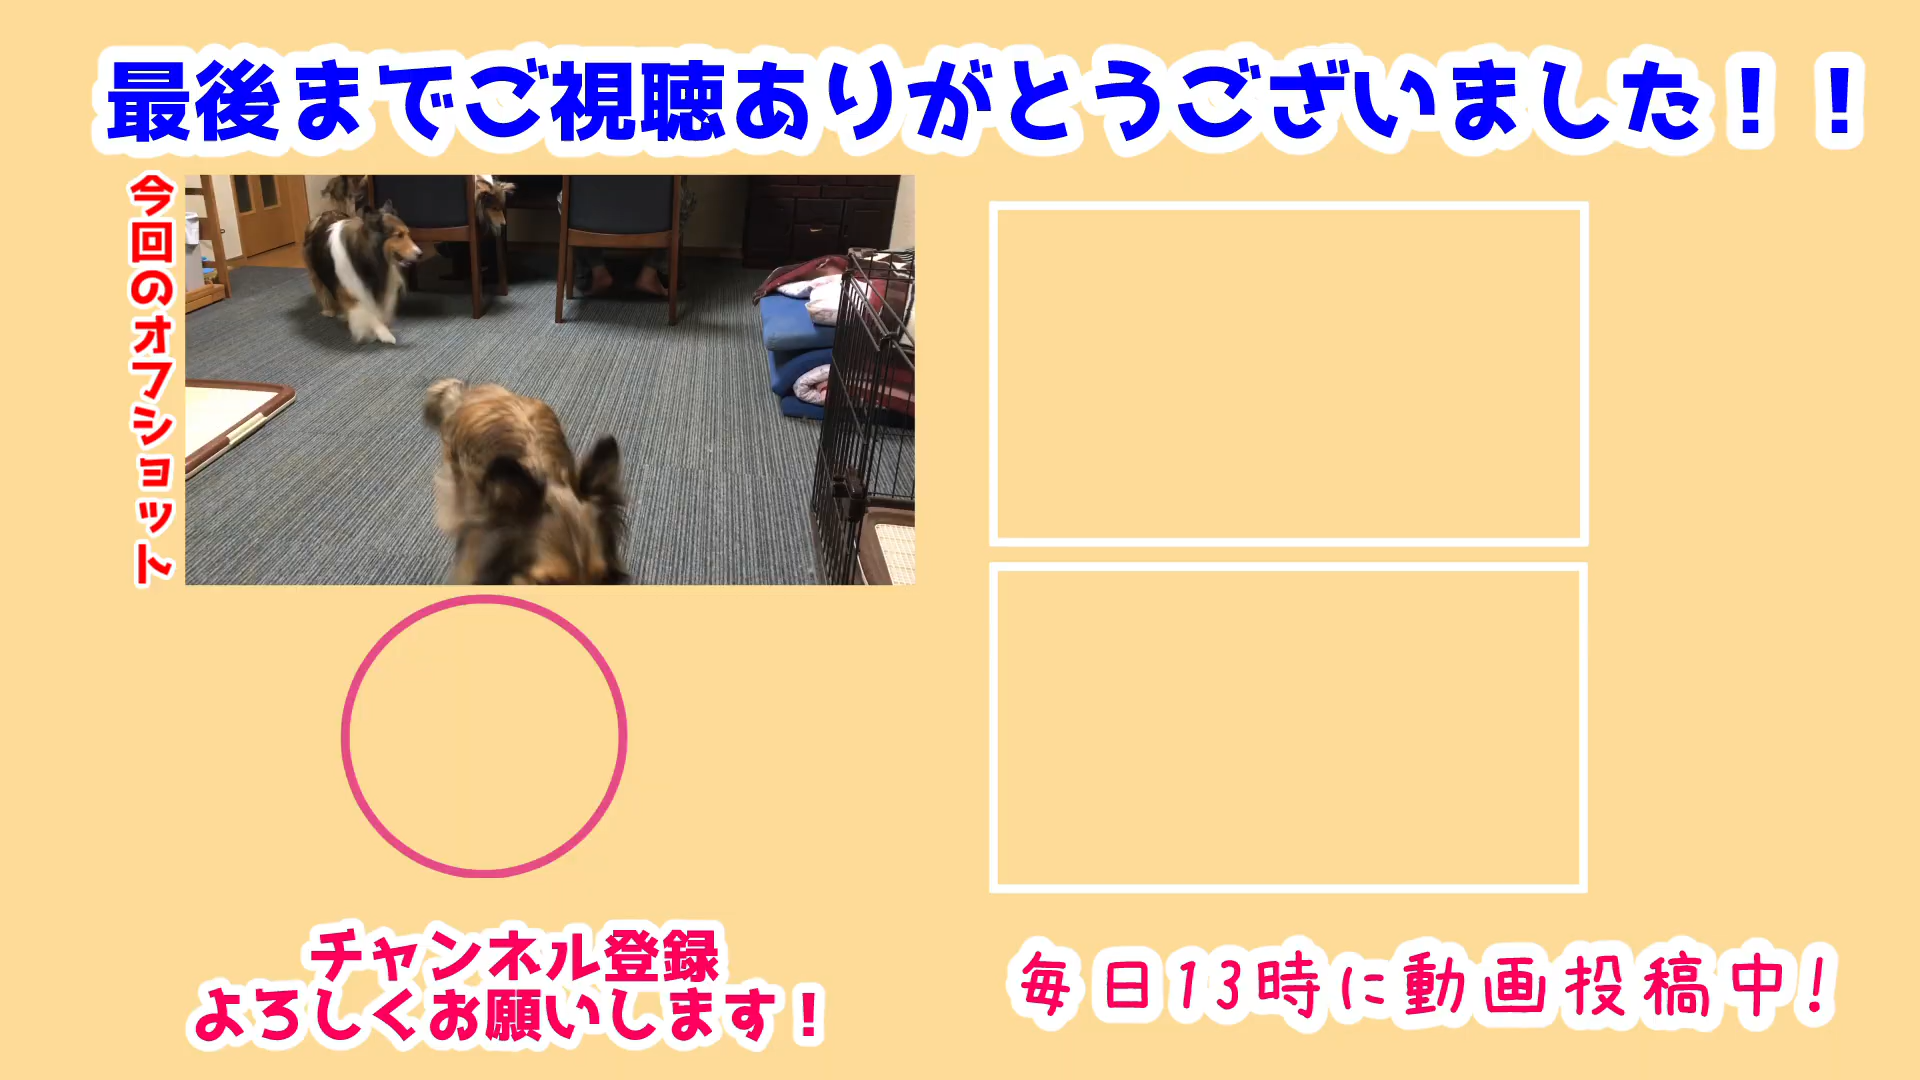 最後までご視聴ありがとうございました！！
今回のオフショット
チャンネル登録
よろしくお願いします！
毎日13時に動画投稿中！